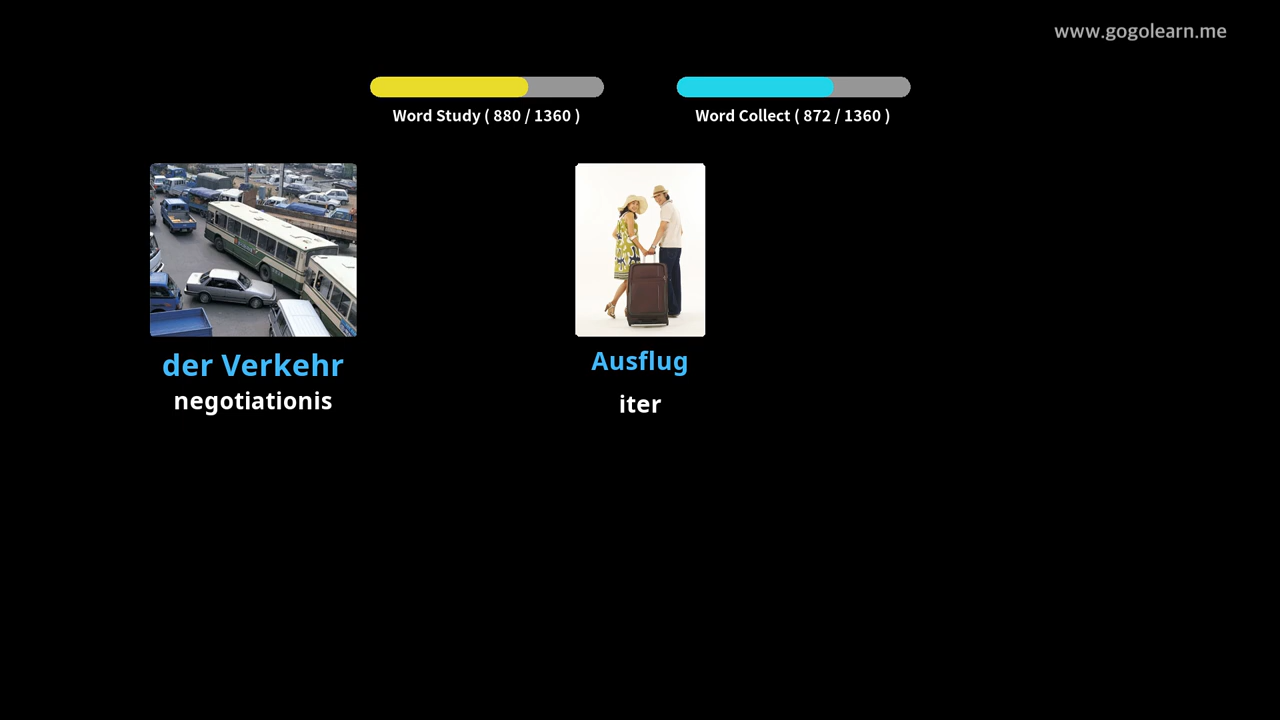 www.gogolearn.me
Word Study ( 880 / 1360 )
Word Collect ( 872 / 1360 )
der Verkehr
negotiationis
Ausflug
iter